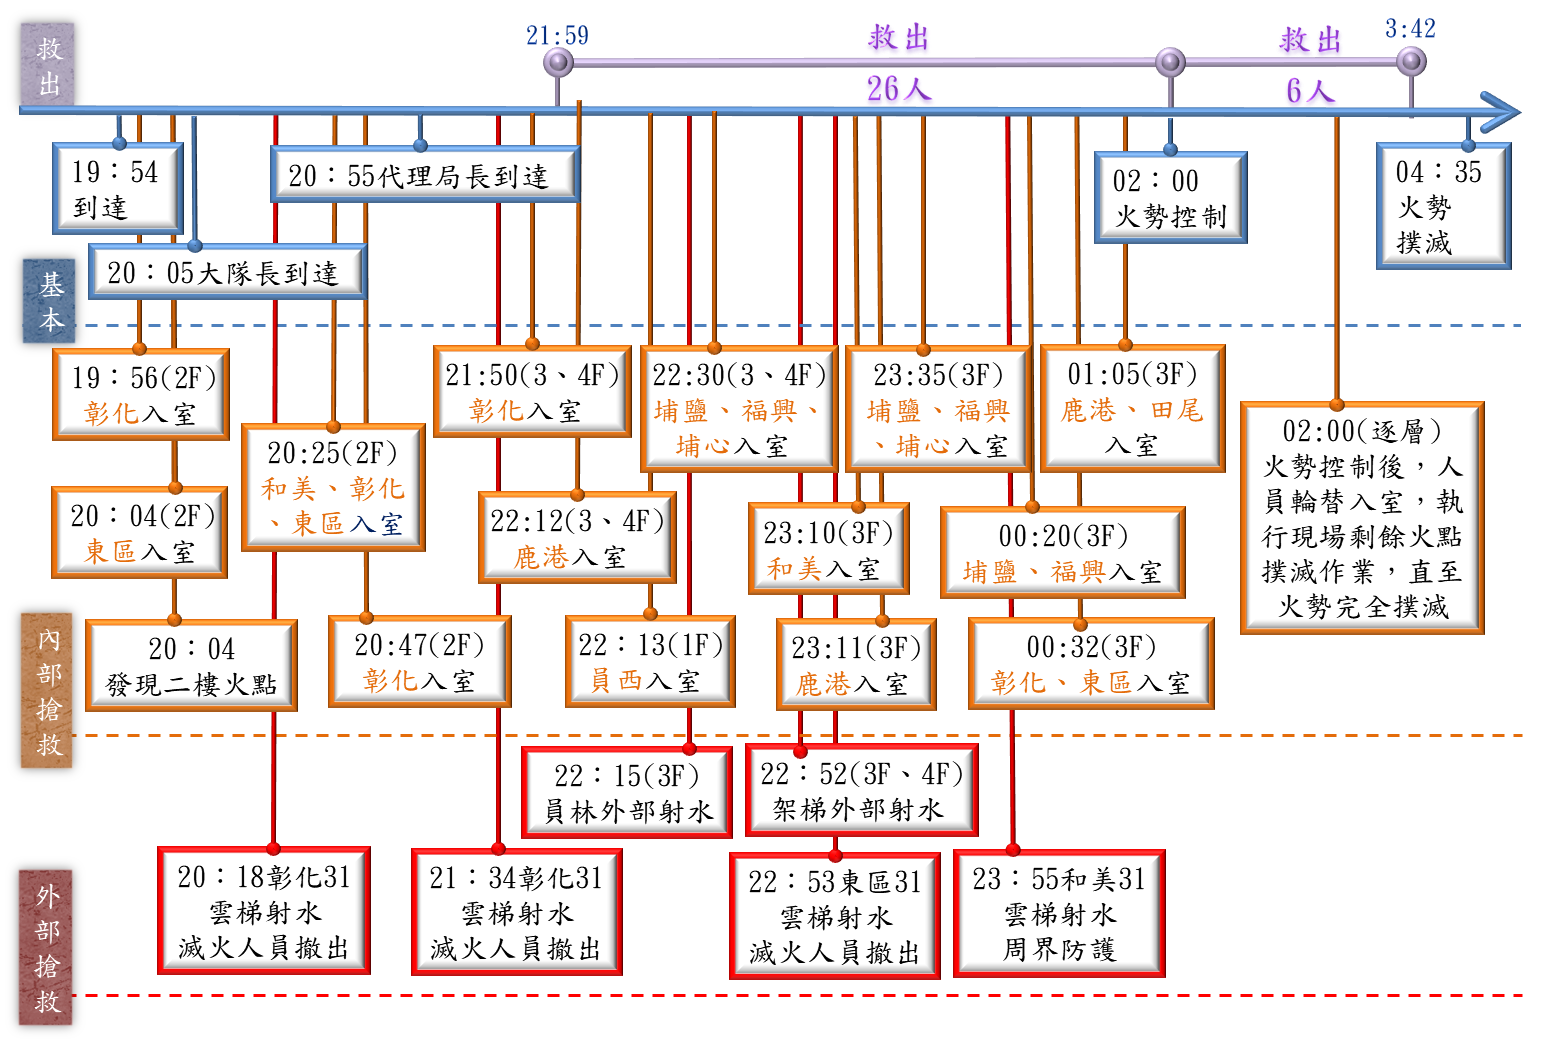 救
出
21:59
救出
26人
救出
6人
3:42
19：54
到達
20：55代理局長到達
02：00
火勢控制
04：35
火勢
撲滅
20：05大隊長到達
基
本
19：56(2F)
彰化入室
20：04(2F)
東區入室
20：04
發現二樓火點
20:25(2F)
和美、彰化
、東區入室
20:47(2F)
彰化入室
21:50(3、4F)
彰化入室
22:12(3、4F)
鹿港入室
22：13(1F)
員西入室
22:30(3、4F)
埔鹽、福興、
埔心入室
23:10(3F)
和美入室
23:11(3F)
鹿港入室
23:35(3F)
埔鹽、福興
、埔心入室
00:20(3F)
埔鹽、福興入室
00:32(3F)
彰化、東區入室
01:05(3F)
鹿港、田尾
入室
02:00(逐層)
火勢控制後，人
員輪替入室，執
行現場剩餘火點
撲滅作業，直至
火勢完全撲滅
內
部
搶
救
22：15(3F)
員林外部射水
22：52(3F、4F)
架梯外部射水
20：18彰化31
雲梯射水
滅火人員撤出
21：34彰化31
雲梯射水
滅火人員撤出
22：53東區31
雲梯射水
滅火人員撤出
23：55和美31
雲梯射水
周界防護
外
部
搶
救